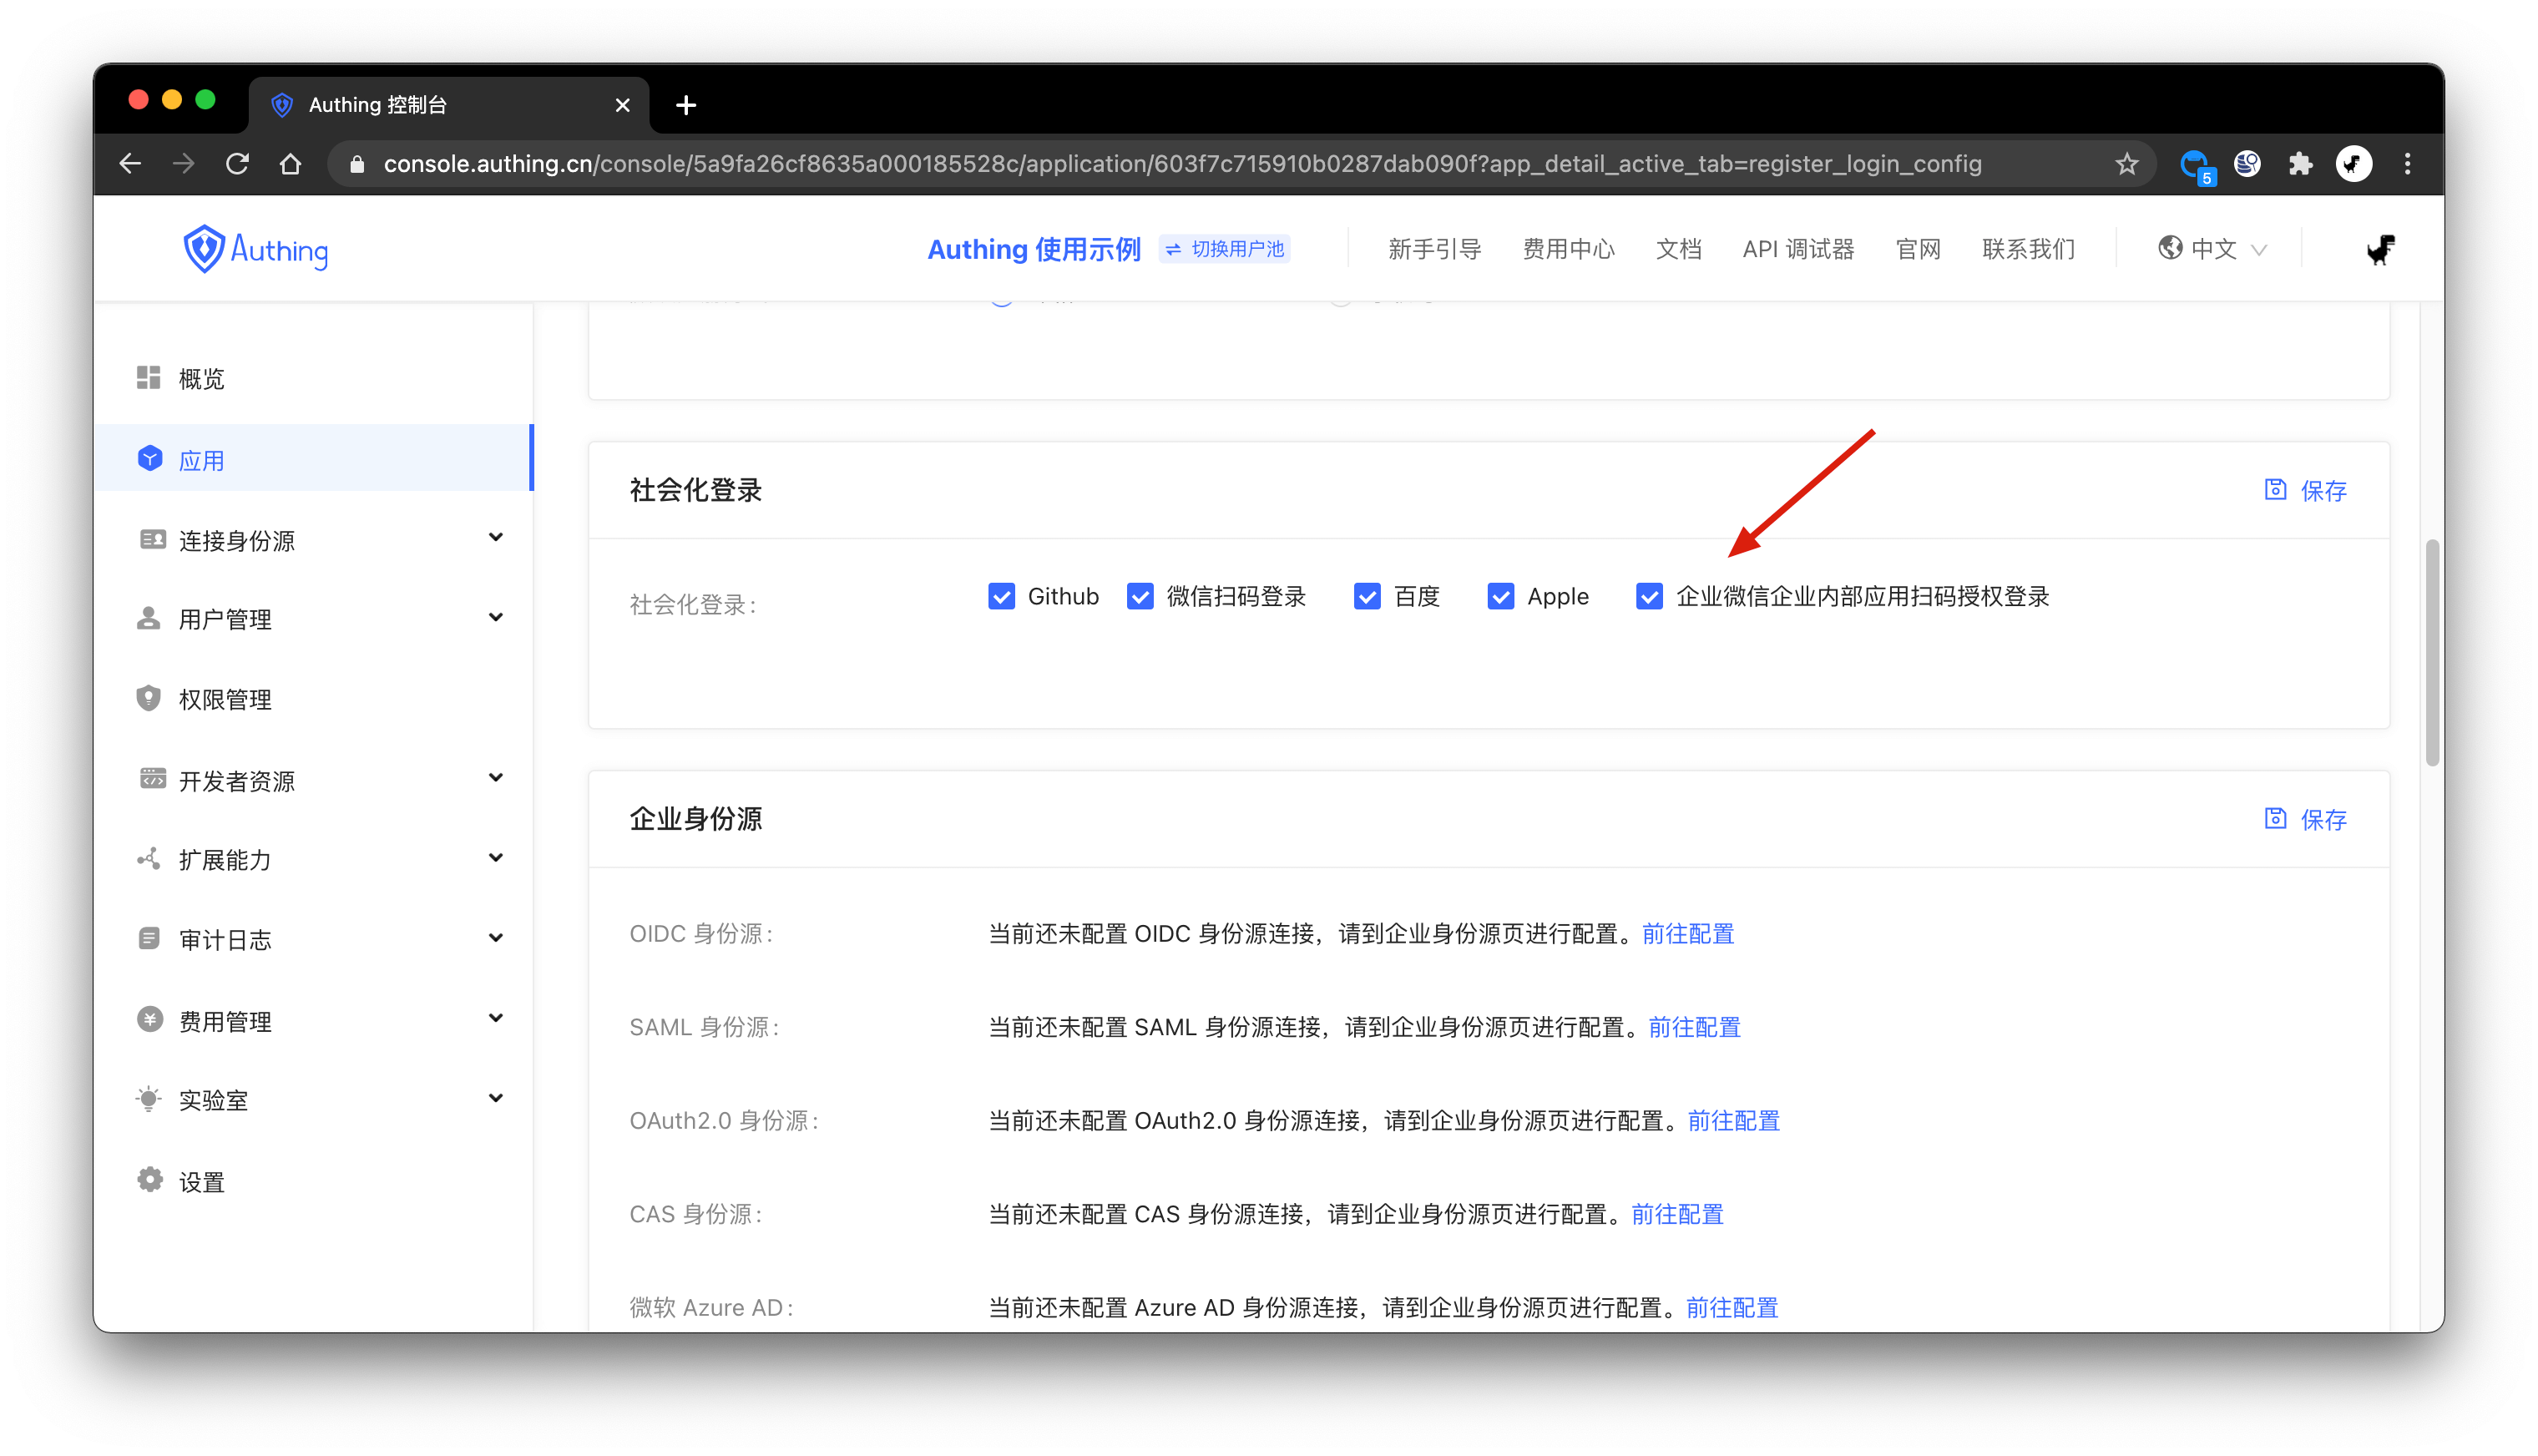 Authing 控制台
console.authing.cn/console/5a9fa26cf8635a000185528c/application/603f7c715910b0287dab090f?app_detail_active_tab=register_login_config
5
Authing
Authing 使用示例
切换用户池
新手引导
费用中心
文档
API 调试器
官网
联系我们
中文
概览
应用
连接身份源
用户管理
权限管理
开发者资源
扩展能力
审计日志
费用管理
实验室
设置
社会化登录
保存
社会化登录：
Github
微信扫码登录
百度
Apple
企业微信企业内部应用扫码授权登录
企业身份源
保存
OIDC 身份源：
当前还未配置 OIDC 身份源连接，请到企业身份源页进行配置。前往配置
SAML 身份源：
当前还未配置 SAML 身份源连接，请到企业身份源页进行配置。前往配置
OAuth2.0 身份源：
当前还未配置 OAuth2.0 身份源连接，请到企业身份源页进行配置。前往配置
CAS 身份源：
当前还未配置 CAS 身份源连接，请到企业身份源页进行配置。前往配置
微软 Azure AD：
当前还未配置 Azure AD 身份源连接，请到企业身份源页进行配置。前往配置